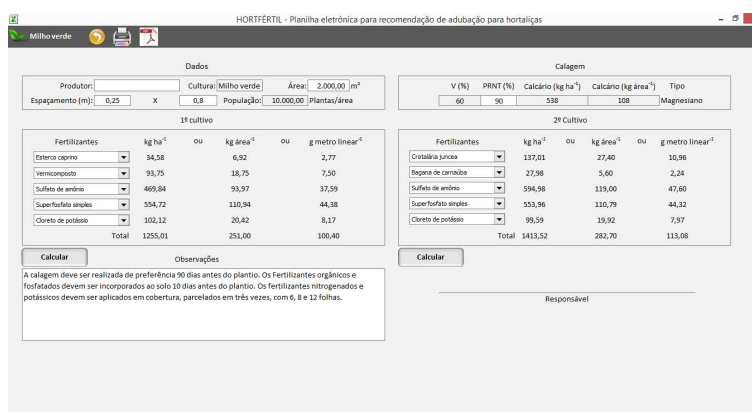 HORTFÉRTIL - Planilha eletrônica para recomendação de adubação para hortaliças
Milho verde
Dados
Produtor: Cultura: Milho verde Área: 2.000,00 m²
Espaçamento (m): 0,25 X 0,8 População: 10.000,00 Plantas/área
Calagem
V (%) PRNT (%) Calcário (kg ha⁻¹) Calcário (kg área⁻¹) Tipo
60 90 538 108 Magnesiano
1º cultivo
Fertilizantes kg ha⁻¹ ou kg área⁻¹ ou g metro linear⁻¹
Esterco caprino 34,58 6,92 2,77
Vermicomposto 93,75 18,75 7,50
Sulfato de amônio 469,84 93,97 37,59
Superfosfato simples 554,72 110,94 44,38
Cloreto de potássio 102,12 20,42 8,17
Total 1255,01 251,00 100,40
Calcular
2º Cultivo
Fertilizantes kg ha⁻¹ ou kg área⁻¹ ou g metro linear⁻¹
Crotalária juncea 137,01 27,40 10,96
Bagana de carnaúba 27,98 5,60 2,24
Sulfato de amônio 594,98 119,00 47,60
Superfosfato simples 553,96 110,79 44,32
Cloreto de potássio 99,59 19,92 7,97
Total 1413,52 282,70 113,08
Calcular
Observações
A calagem deve ser realizada de preferência 90 dias antes do plantio. Os Fertilizantes orgânicos e
fosfatados devem ser incorporados ao solo 10 dias antes do plantio. Os fertilizantes nitrogenados e
potássicos devem ser aplicados em cobertura, parcelados em três vezes, com 6, 8 e 12 folhas.
Responsável